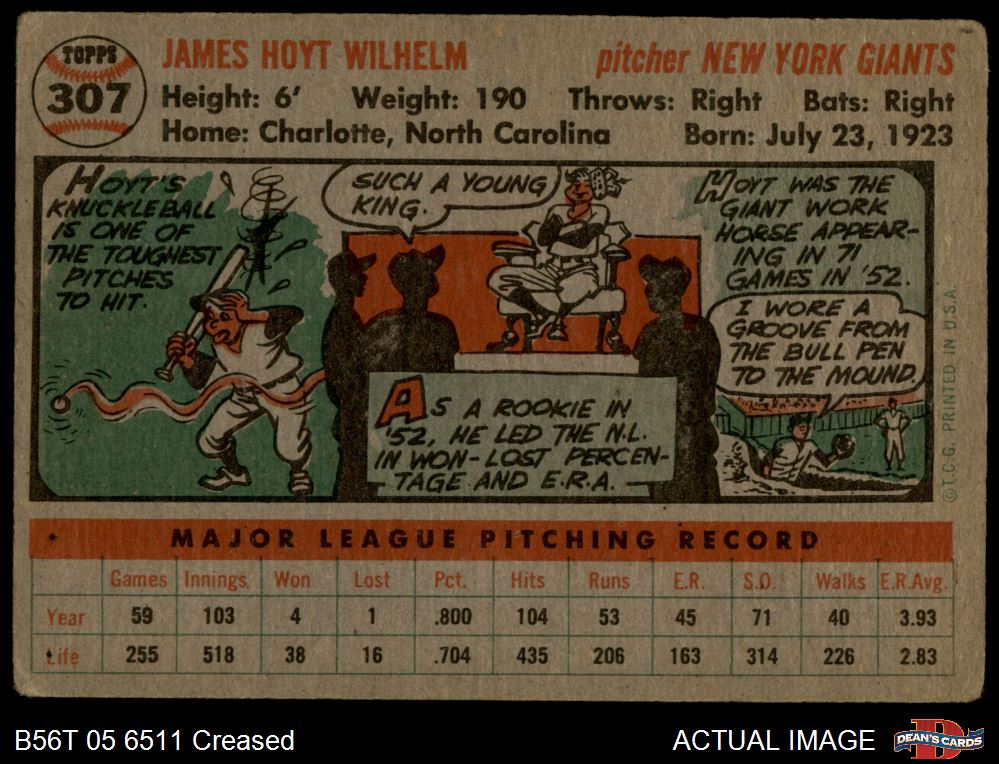 TOPPS
307
JAMES HOYT WILHELM
pitcher NEW YORK GIANTS
Height: 6' Weight: 190 Throws: Right Bats: Right
Home: Charlotte, North Carolina Born: July 23, 1923
HOYT'S
KNUCKLEBALL
IS ONE OF
THE TOUGHEST
PITCHES
TO HIT.
SUCH A YOUNG
KING.
AS A ROOKIE IN
'52, HE LED THE N.L.
IN WON-LOST PERCEN-
TAGE AND E.R.A.
HOYT WAS THE
GIANT WORK
HORSE APPEAR-
ING IN 71
GAMES IN '52.
I WORE A
GROOVE FROM
THE BULL PEN
TO THE MOUND.
© T.C.G. PRINTED IN U.S.A.
MAJOR LEAGUE PITCHING RECORD
Games Innings Won Lost Pct. Hits Runs E.R. S.O. Walks E.R.Avg.
Year 59 103 4 1 .800 104 53 45 71 40 3.93
Life 255 518 38 16 .704 435 206 163 314 226 2.83
B56T 05 6511 Creased
ACTUAL IMAGE
DEAN'S CARDS